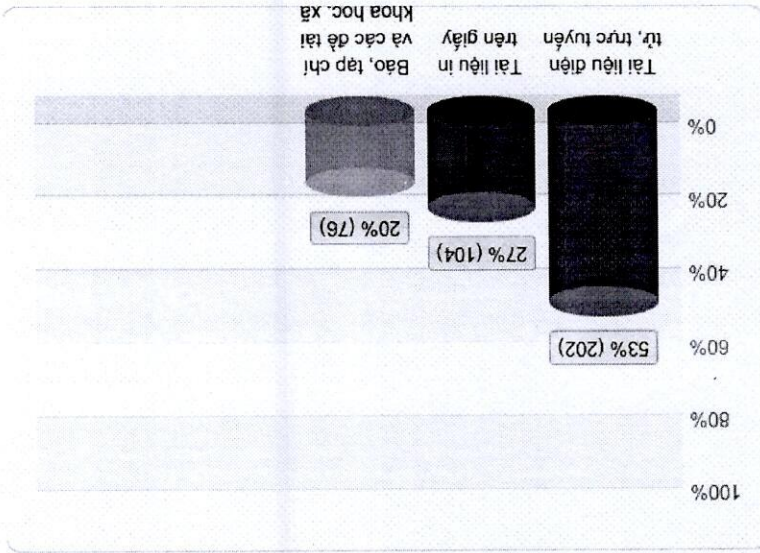 100%
80%
60%
53% (202)
40%
27% (104)
20% (76)
20%
0%
Tài liệu điện
tử, trực tuyến
Tài liệu in
trên giấy
Báo, tạp chí
và các đề tài
khoa học, xã